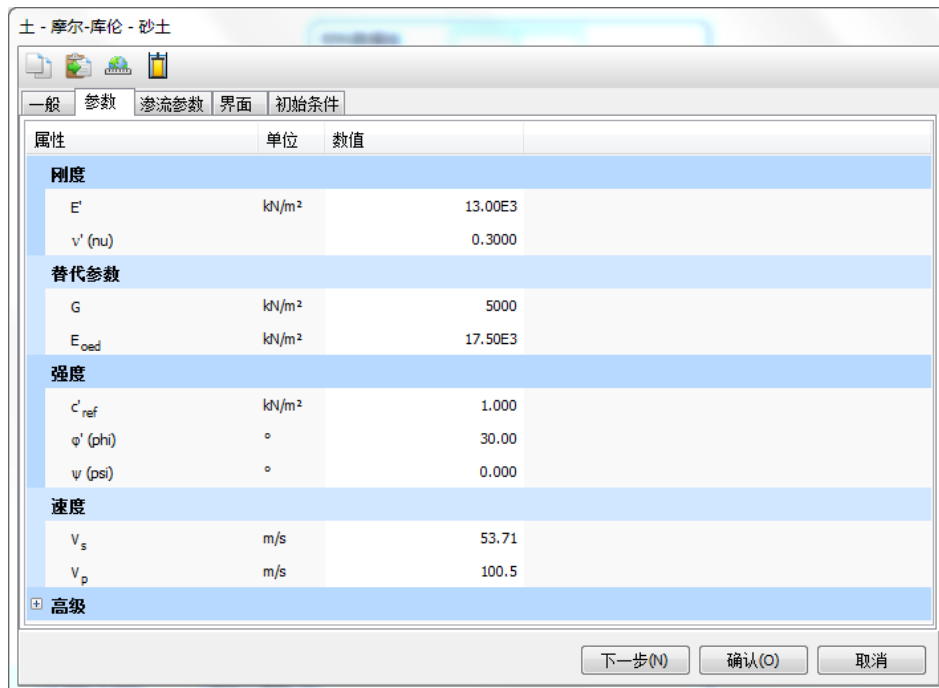 土 - 摩尔-库伦 - 砂土
一般 参数 渗流参数 界面 初始条件
属性 单位 数值
刚度
E' kN/m² 13.00E3
ν' (nu) 0.3000
替代参数
G kN/m² 5000
E oed kN/m² 17.50E3
强度
c' ref kN/m² 1.000
φ' (phi) ° 30.00
ψ (psi) ° 0.000
速度
V s m/s 53.71
V p m/s 100.5
高级
下一步(N) 确认(O) 取消